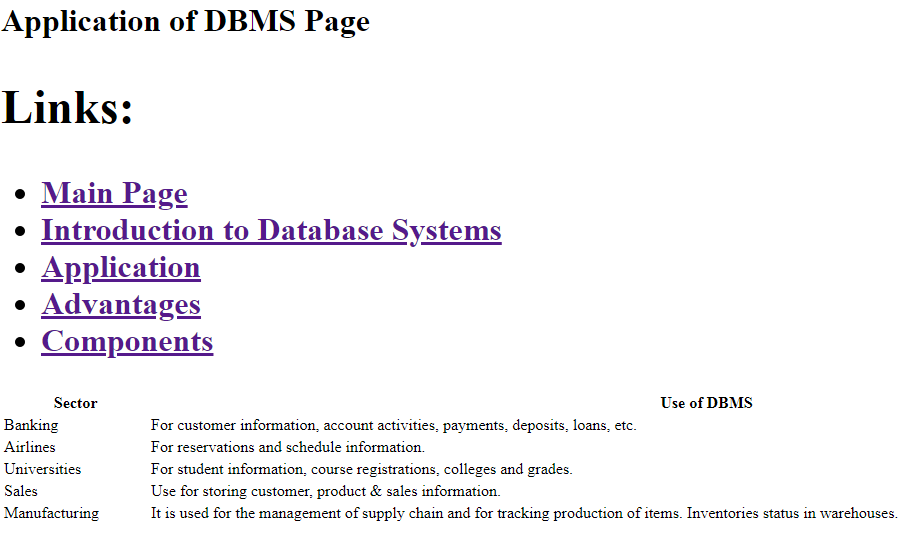 Application of DBMS Page
Links:
Main Page
Introduction to Database Systems
Application
Advantages
Components
Sector Use of DBMS
Banking For customer information, account activities, payments, deposits, loans, etc.
Airlines For reservations and schedule information.
Universities For student information, course registrations, colleges and grades.
Sales Use for storing customer, product & sales information.
Manufacturing It is used for the management of supply chain and for tracking production of items. Inventories status in warehouses.